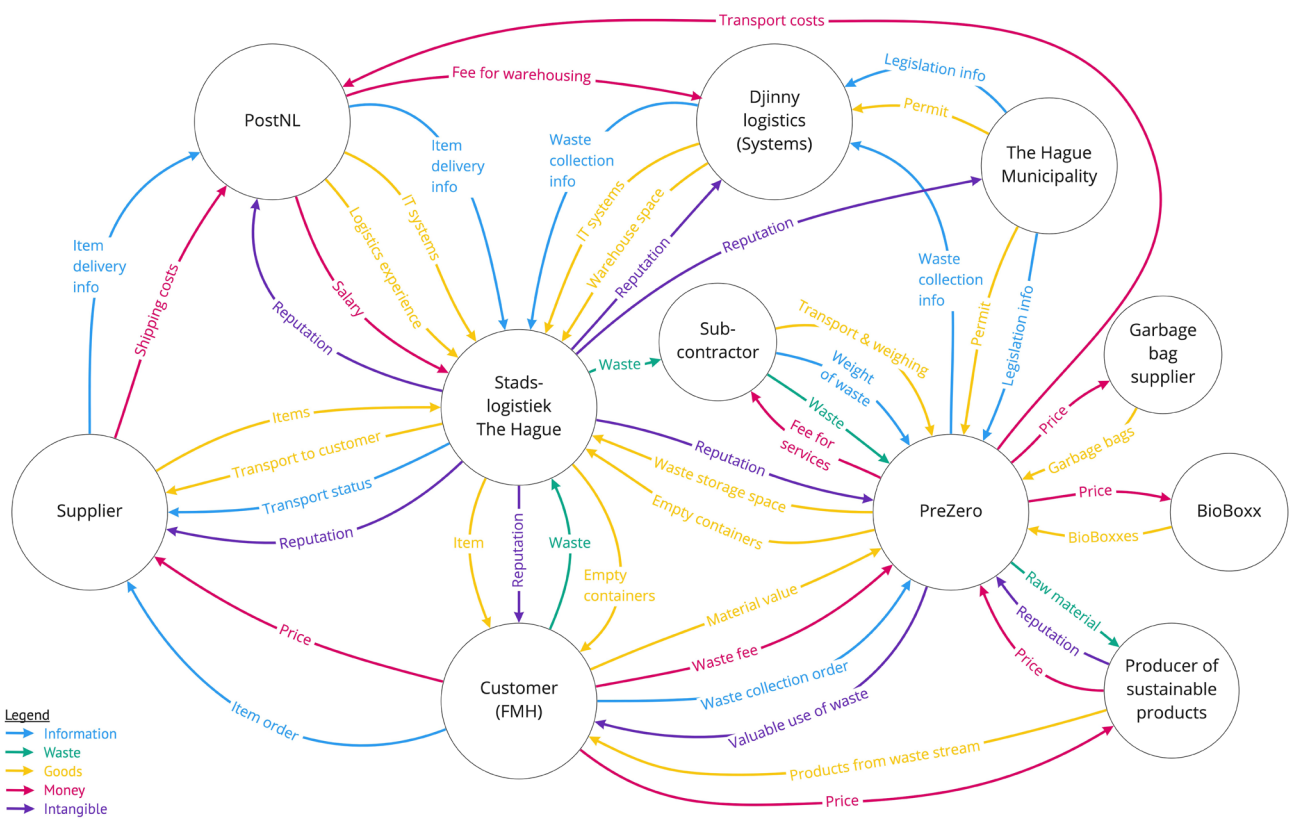 Transport costs
Fee for warehousing
Legislation info
Permit
PostNL
Djinny
logistics
(Systems)
The Hague
Municipality
Item
delivery
info
Waste
collection
info
IT systems
Logistics experience
Salary
IT systems
Warehouse space
Reputation
Reputation
Item
delivery
info
Shipping costs
Reputation
Waste
collection
info
Permit
Legislation info
Sub-
contractor
Transport & weighing
Weight
of waste
Waste
Waste
Fee for
services
Garbage
bag
supplier
Price
Garbage bags
Stads-
logistiek
The Hague
Items
Transport to customer
Transport status
Reputation
Supplier
Reputation
Waste storage space
Empty containers
PreZero
Price
BioBoxxes
BioBoxx
Item
Reputation
Waste
Empty
containers
Material value
Waste fee
Waste collection order
Valuable use of waste
Raw material
Reputation
Price
Price
Item order
Customer
(FMH)
Producer of
sustainable
products
Products from waste stream
Price
Legend
Information
Waste
Goods
Money
Intangible